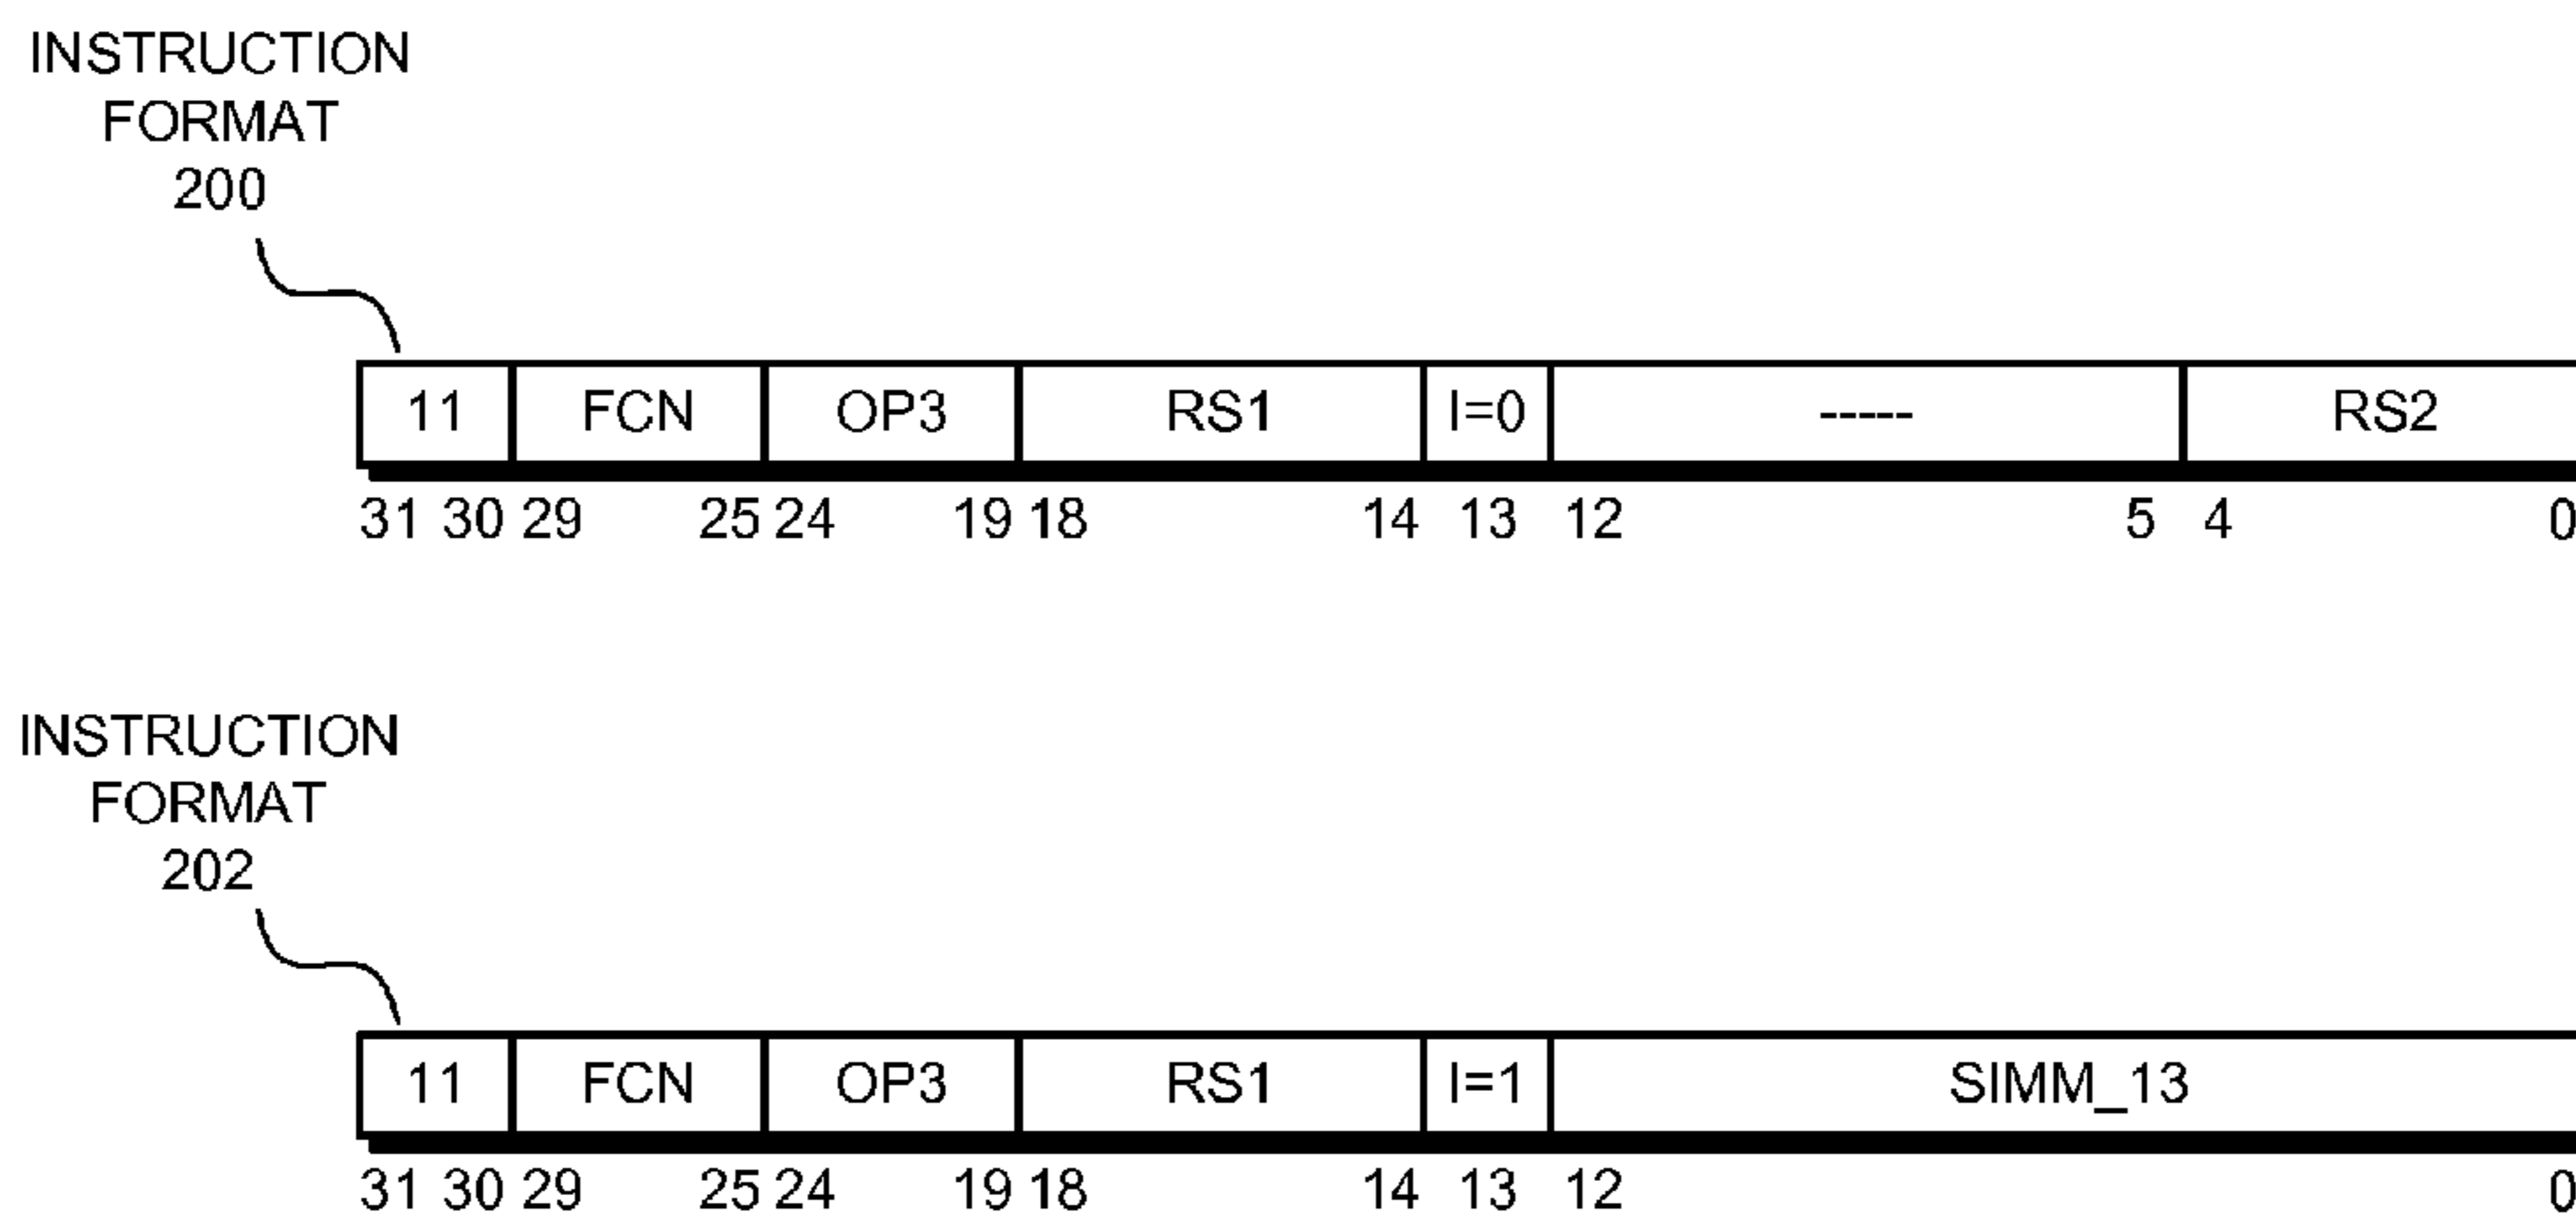 INSTRUCTION
FORMAT
200
11 FCN OP3 RS1 I=0 ----- RS2
31 30 29 25 24 19 18 14 13 12 5 4 0
INSTRUCTION
FORMAT
202
11 FCN OP3 RS1 I=1 SIMM_13
31 30 29 25 24 19 18 14 13 12 0